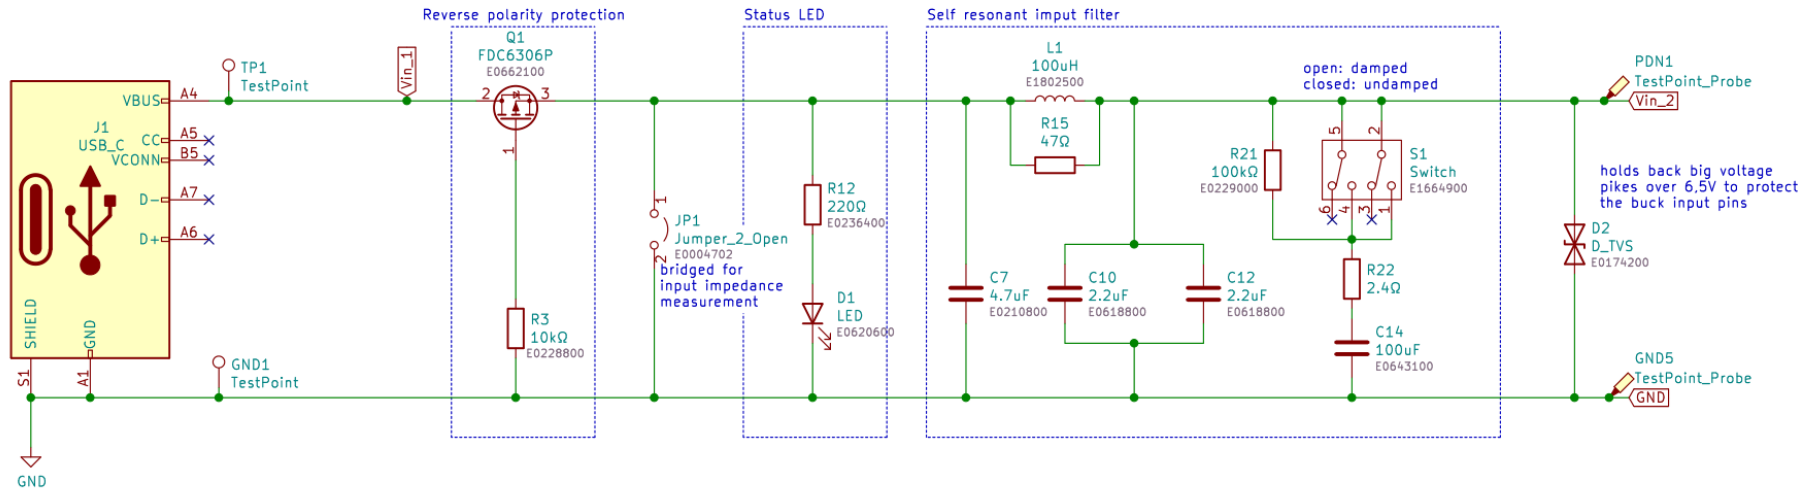 Reverse polarity protection
Status LED
Self resonant imput filter
TP1
TestPoint
Vin_1
Q1
FDC6306P
E0662100
2
3
1
L1
100uH
E1802500
R15
47Ω
open: damped
closed: undamped
PDN1
TestPoint_Probe
Vin_2
J1
USB_C
VBUS
A4
CC
A5
VCONN
B5
D-
A7
D+
A6
SHIELD
GND
S1
A1
R21
100kΩ
E0229000
5
2
S1
Switch
E1664900
6
4
3
1
holds back big voltage
pikes over 6,5V to protect
the buck input pins
1
JP1
Jumper_2_Open
E0004702
2
bridged for
input impedance
measurement
R12
220Ω
E0236400
D2
D_TVS
E0174200
R3
10kΩ
E0228800
D1
LED
E0620600
C7
4.7uF
E0210800
C10
2.2uF
E0618800
C12
2.2uF
E0618800
R22
2.4Ω
C14
100uF
E0643100
GND1
TestPoint
GND5
TestPoint_Probe
GND
GND